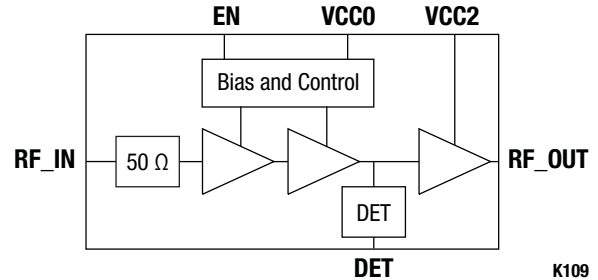 EN VCC0 VCC2
Bias and Control
RF_IN 50 Ω RF_OUT
DET
DET
K109